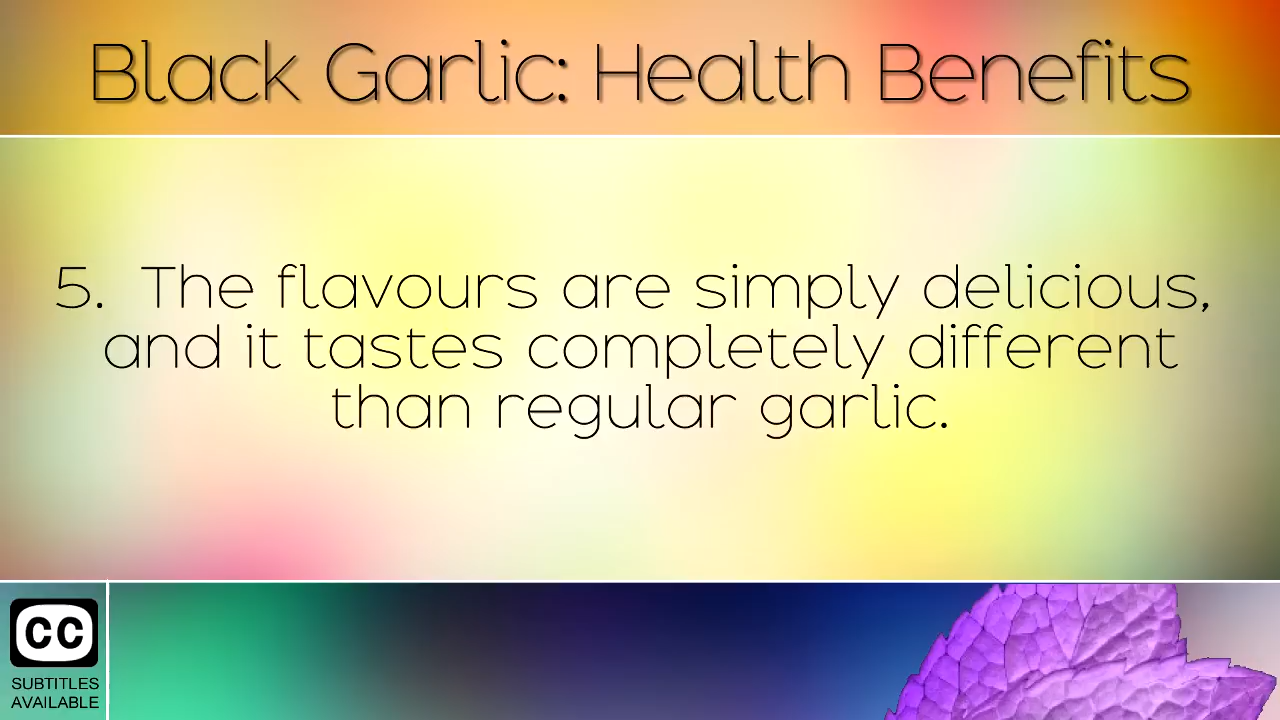 Black Garlic: Health Benefits
5. The flavours are simply delicious,
and it tastes completely different
than regular garlic.
CC
SUBTITLES
AVAILABLE